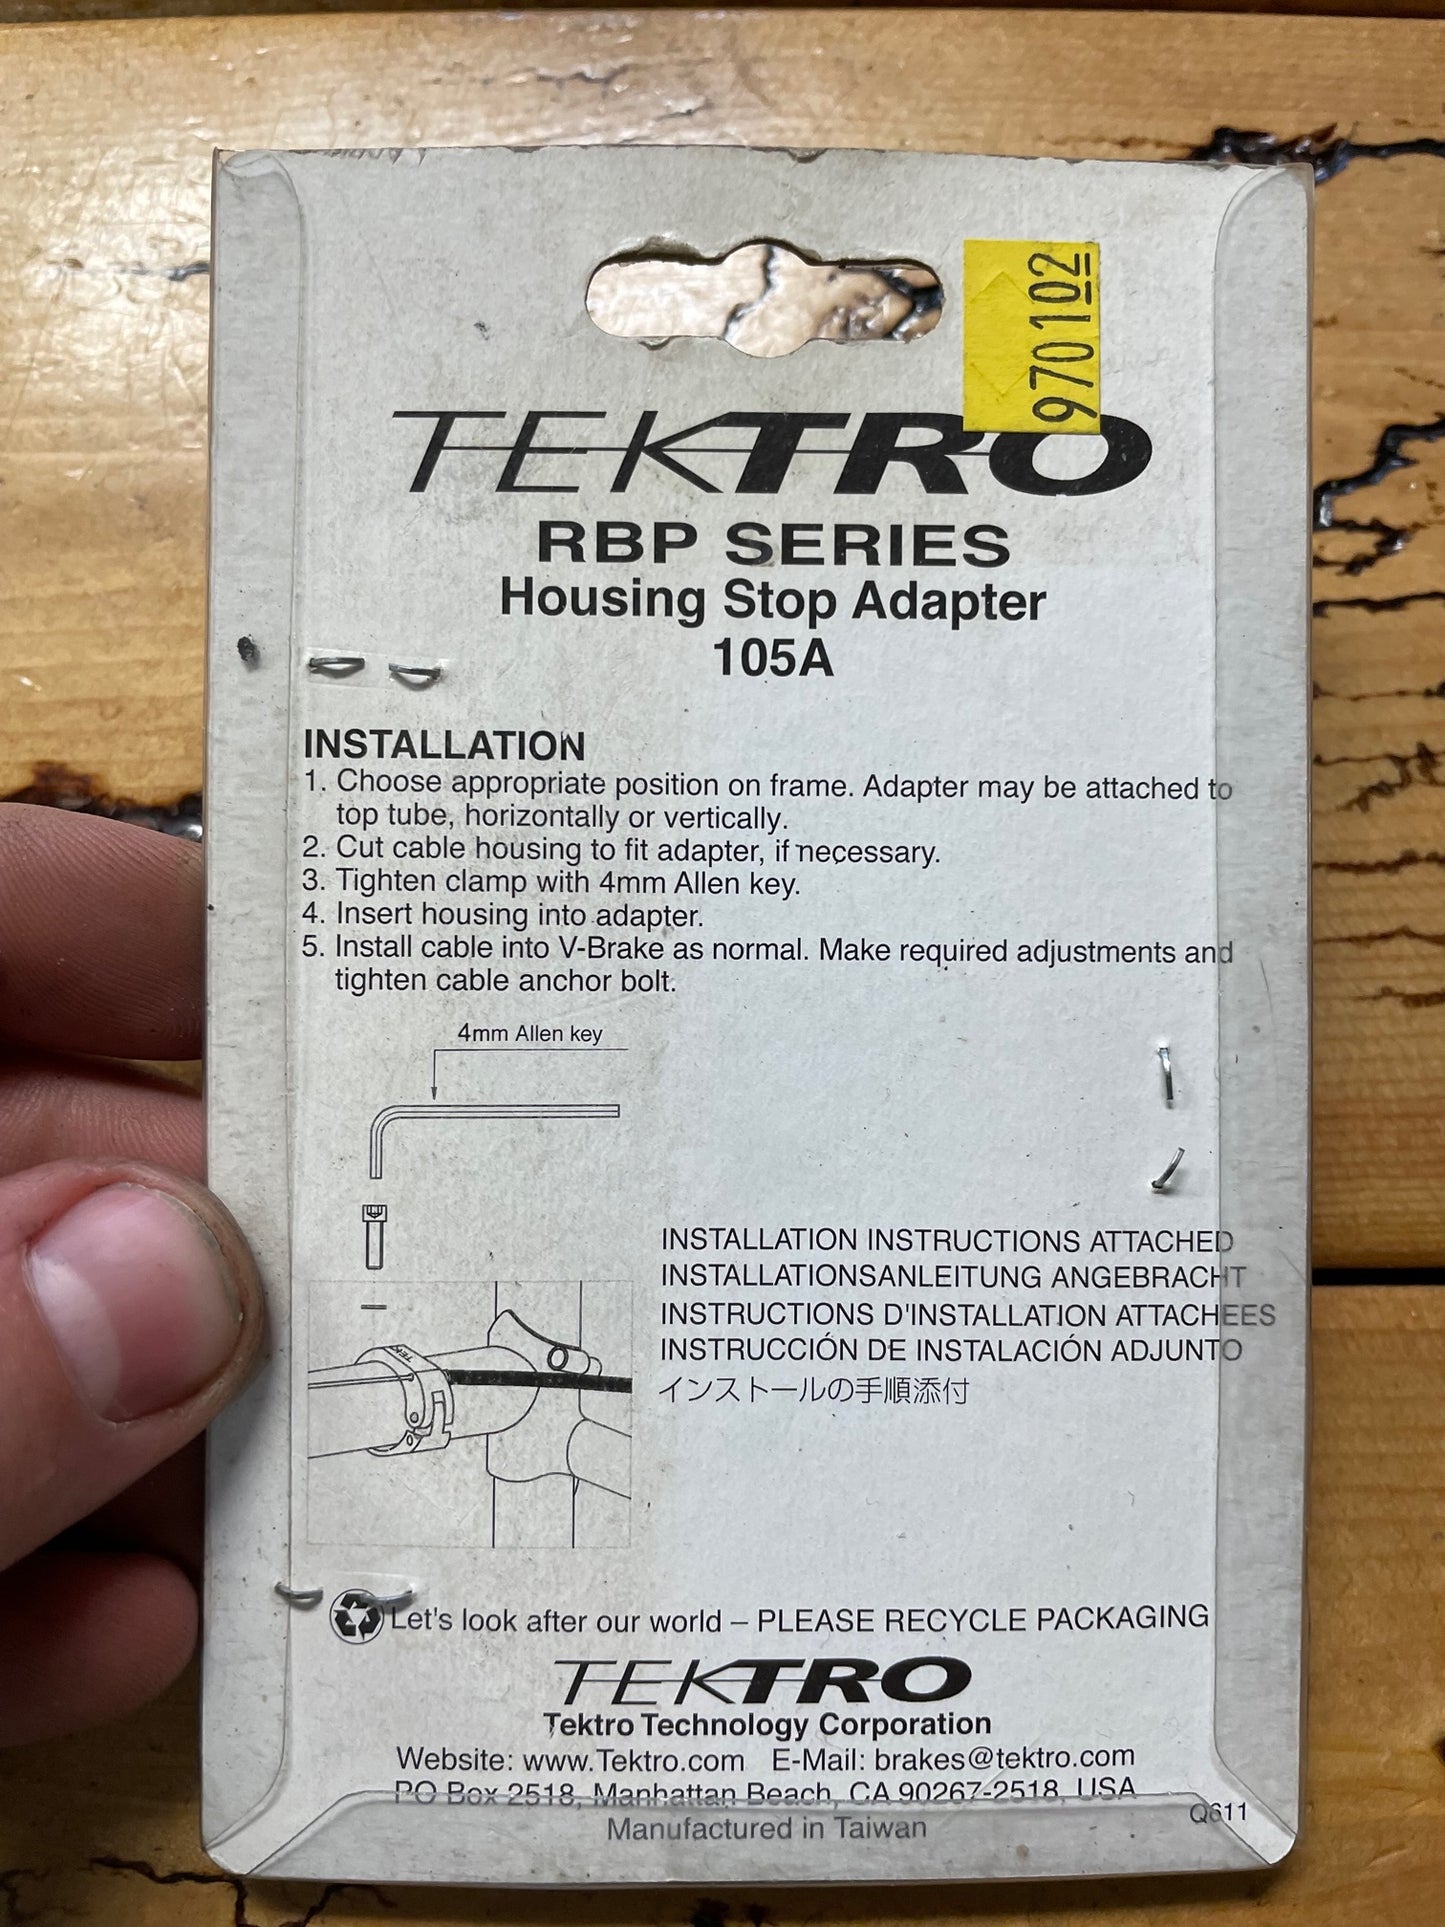 970102
TEKTRO
RBP SERIES
Housing Stop Adapter
105A
INSTALLATION
1. Choose appropriate position on frame. Adapter may be attached to
top tube, horizontally or vertically.
2. Cut cable housing to fit adapter, if necessary.
3. Tighten clamp with 4mm Allen key.
4. Insert housing into adapter.
5. Install cable into V-Brake as normal. Make required adjustments and
tighten cable anchor bolt.
4mm Allen key
TEK
INSTALLATION INSTRUCTIONS ATTACHED
INSTALLATIONSANLEITUNG ANGEBRACHT
INSTRUCTIONS D'INSTALLATION ATTACHEES
INSTRUCCIÓN DE INSTALACIÓN ADJUNTO
インストールの手順添付
Let's look after our world – PLEASE RECYCLE PACKAGING
TEKTRO
Tektro Technology Corporation
Website: www.Tektro.com E-Mail: brakes@tektro.com
PO Box 2518, Manhattan Beach, CA 90267-2518, USA
Manufactured in Taiwan
Q611